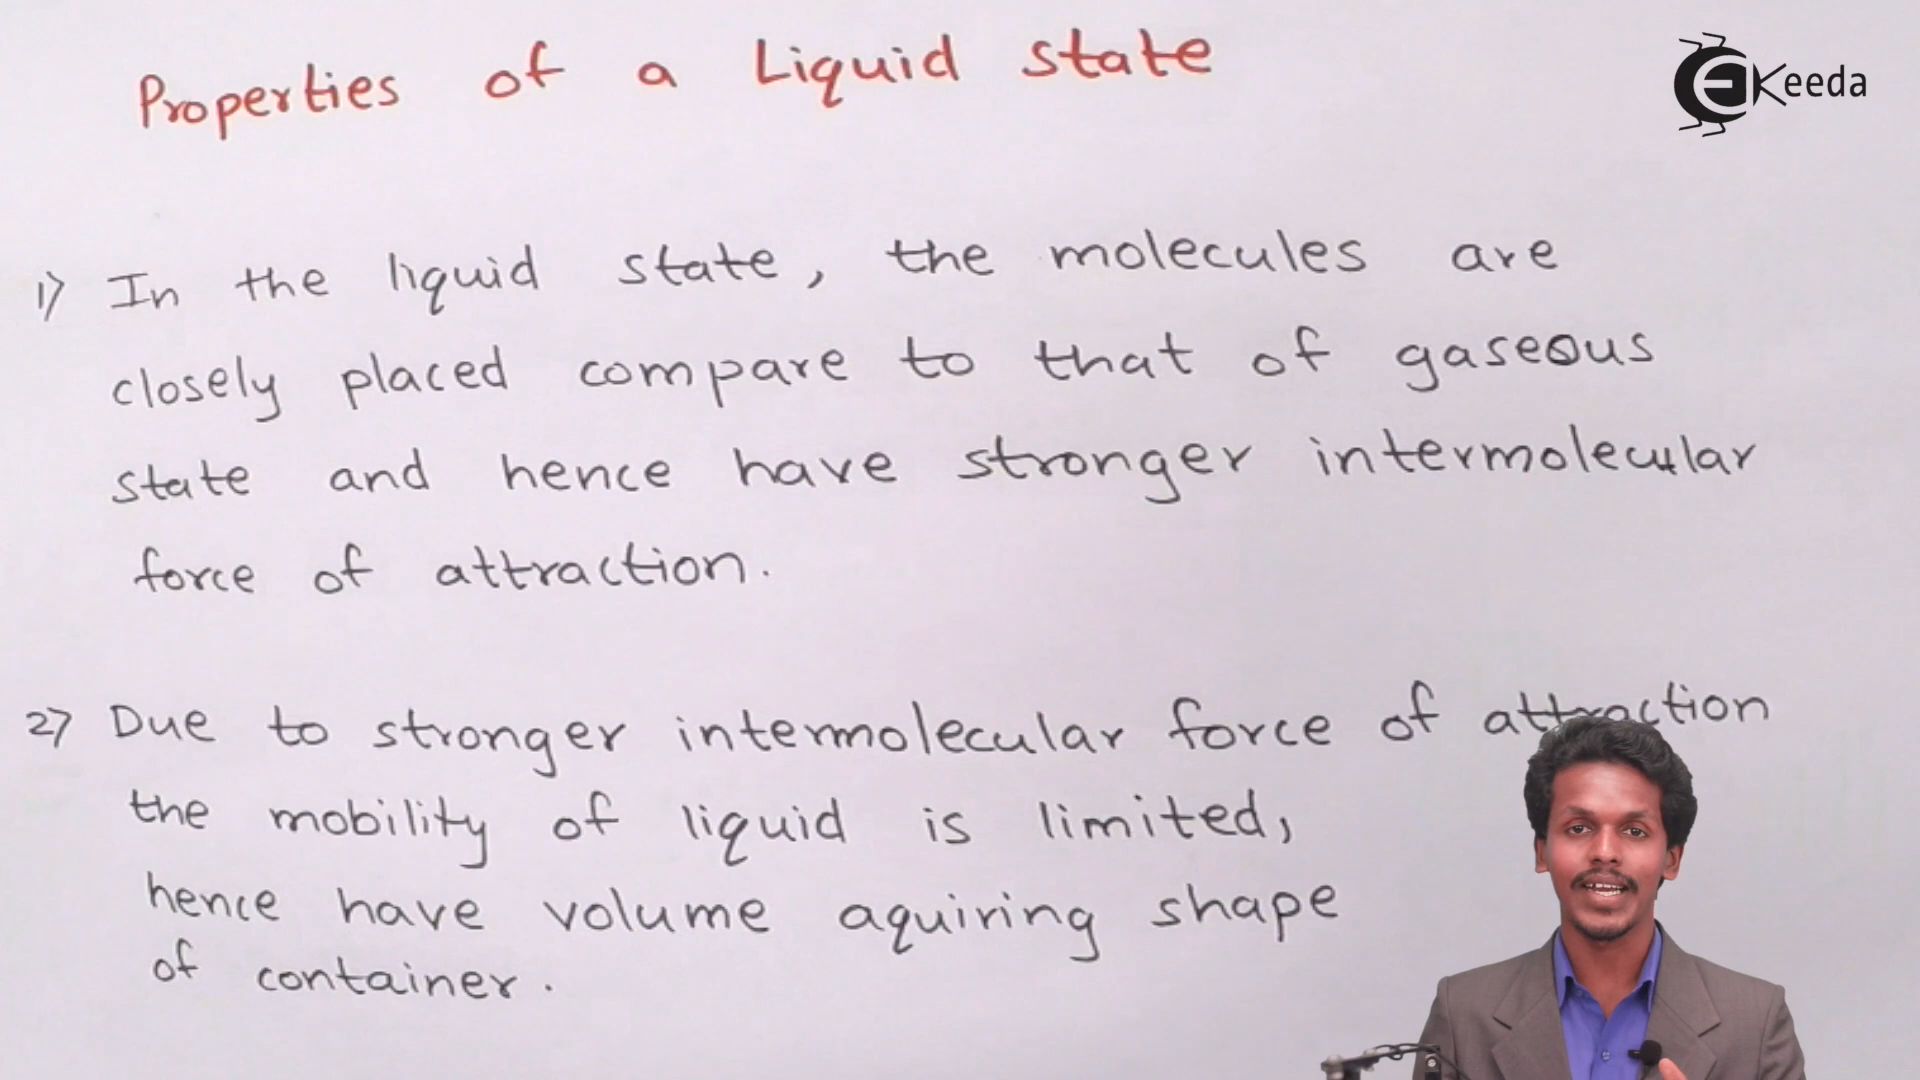 Properties of a Liquid state
EKeeda
1) In the liquid state, the molecules are
closely placed compare to that of gaseous
state and hence have stronger intermolecular
force of attraction.
2) Due to stronger intermolecular force of attraction
the mobility of liquid is limited,
hence have volume aquiring shape
of container.